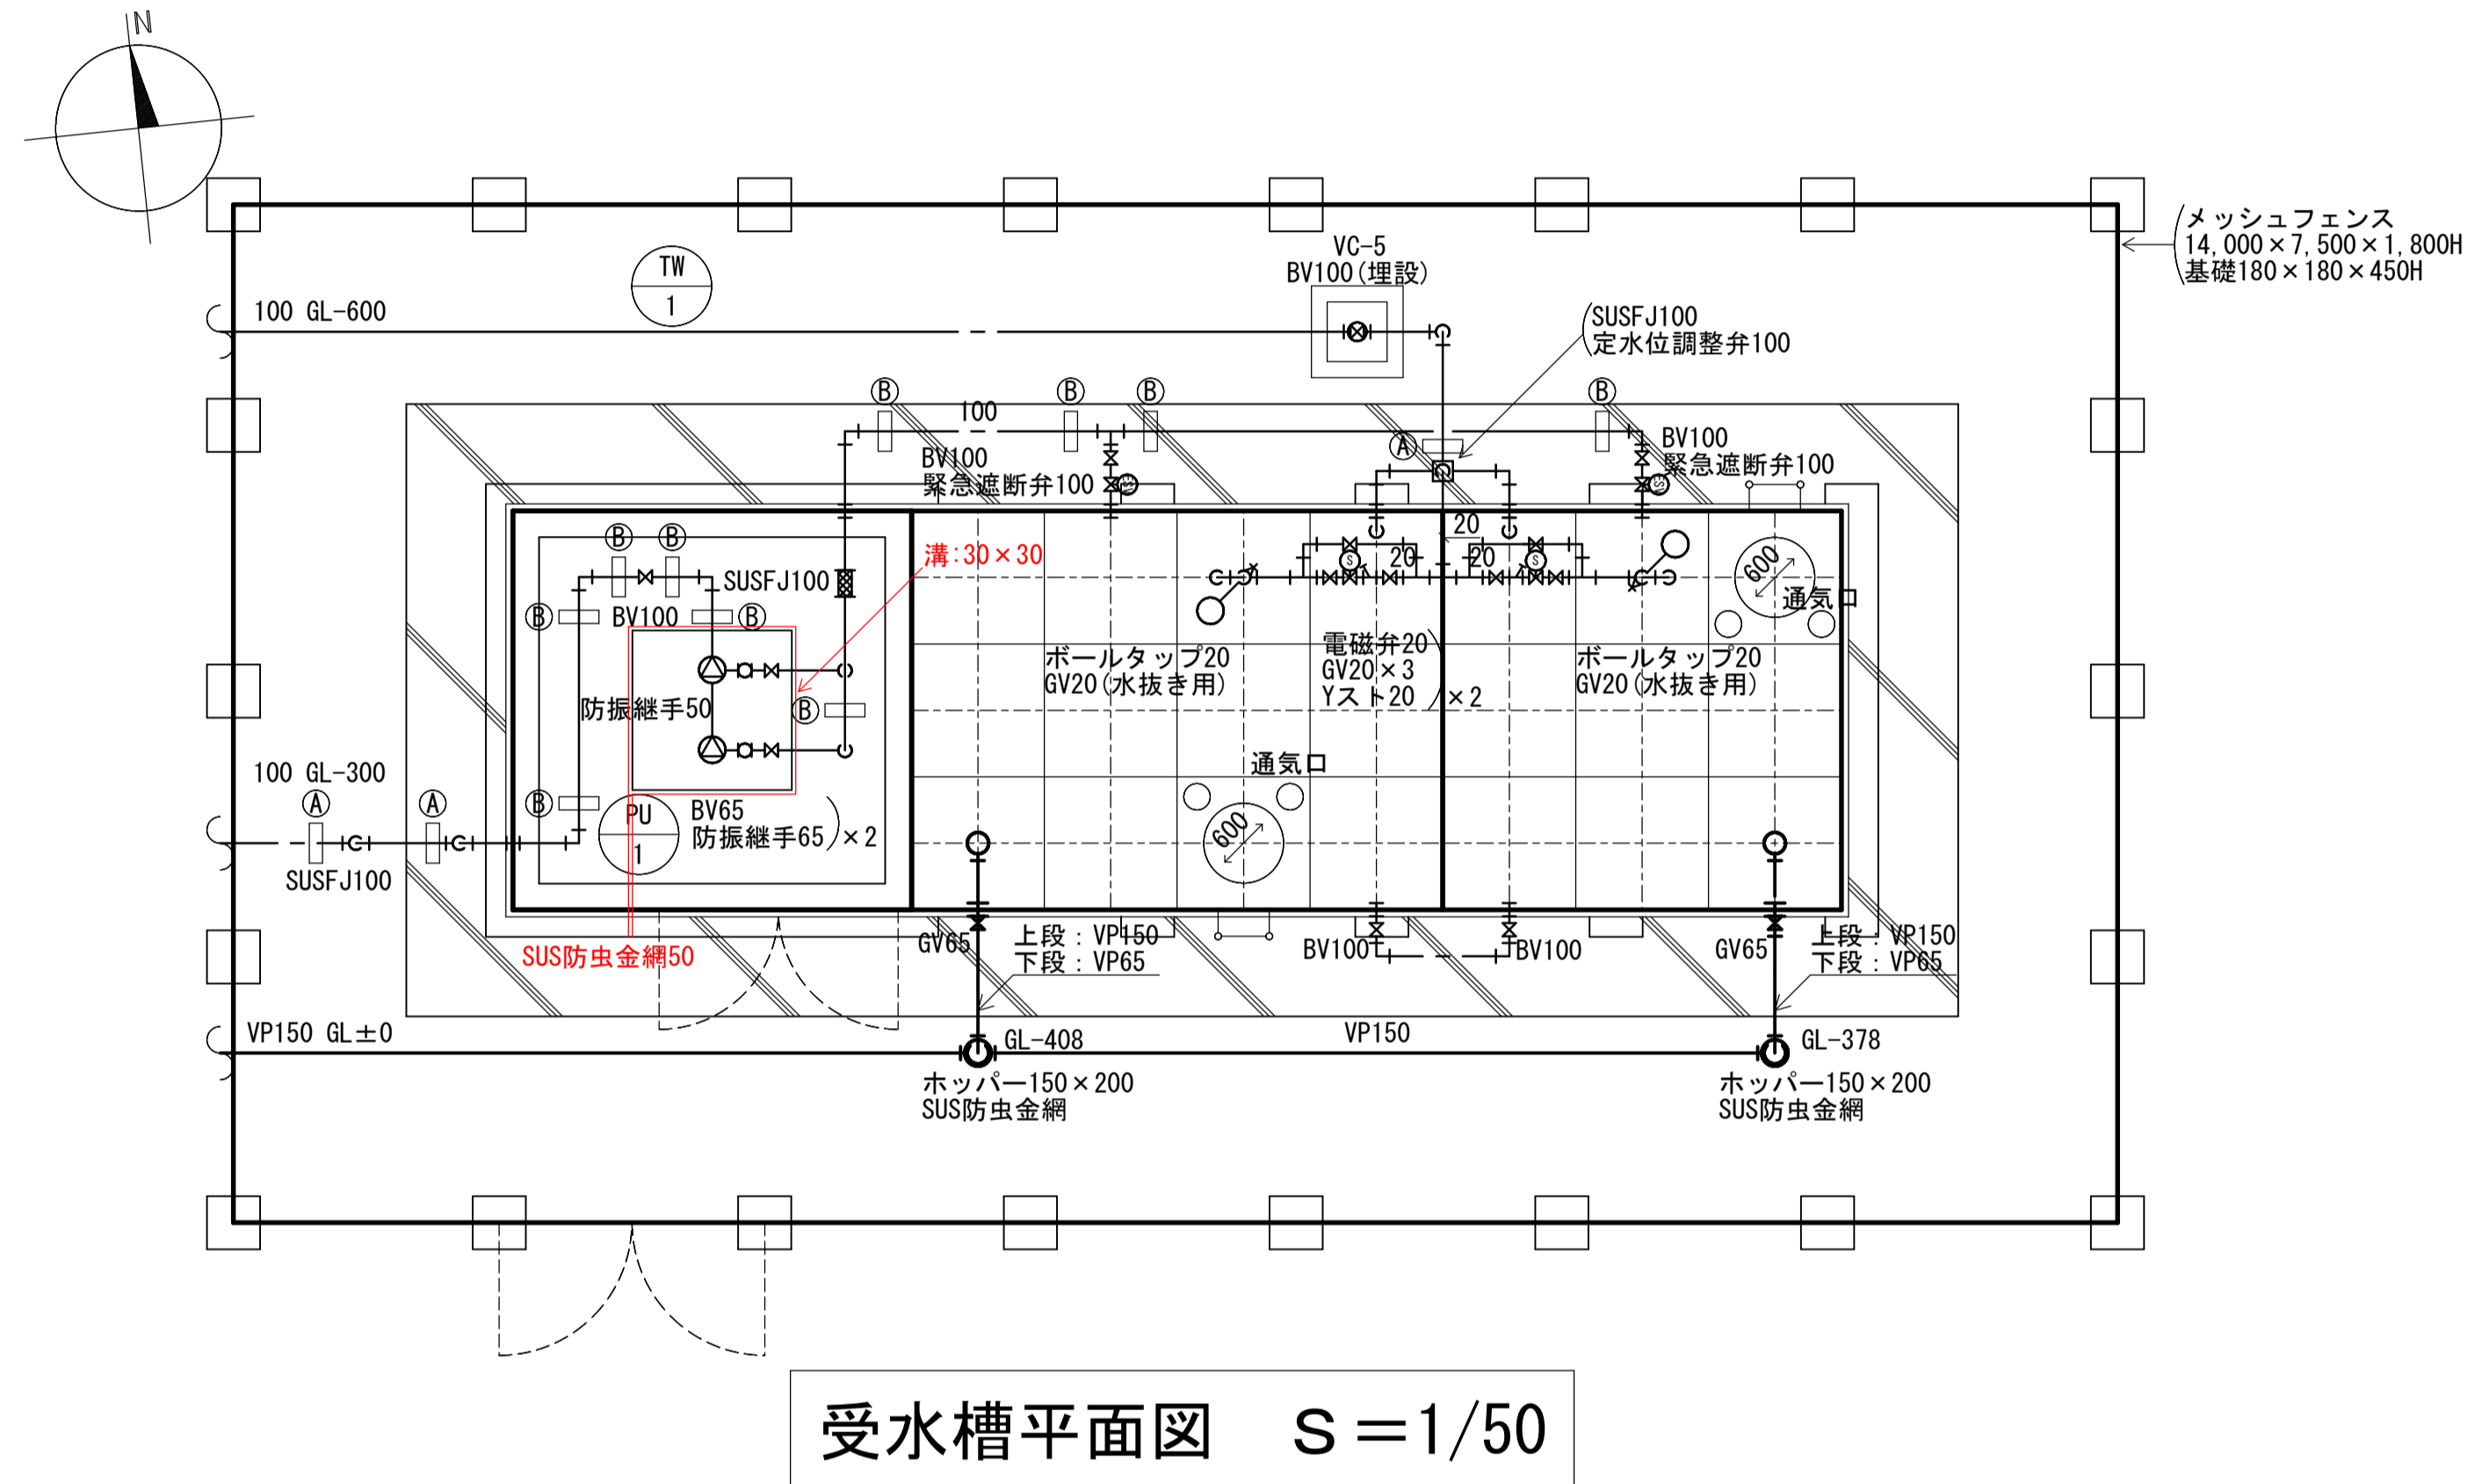 N
メッシュフェンス
14,000×7,500×1,800H
基礎180×180×450H
TW
1
VC-5
BV100(埋設)
100 GL-600
SUSFJ100
定水位調整弁100
B
B
B
B
100
A
BV100
緊急遮断弁100
ESV
BV100
緊急遮断弁100
ESV
B
B
SUSFJ100
溝:30×30
20
20
20
S
S
600
通気口
B
BV100
B
ボールタップ20
GV20(水抜き用)
電磁弁20
GV20×3
Yスト20
×2
ボールタップ20
GV20(水抜き用)
防振継手50
B
通気口
100 GL-300
A
A
B
PU
1
BV65
防振継手65
×2
600
SUSFJ100
SUS防虫金網50
GV65
上段：VP150
下段：VP65
BV100
BV100
GV65
上段：VP150
下段：VP65
VP150 GL±0
GL-408
VP150
GL-378
ホッパー150×200
SUS防虫金網
ホッパー150×200
SUS防虫金網
受水槽平面図　Ｓ＝1/50